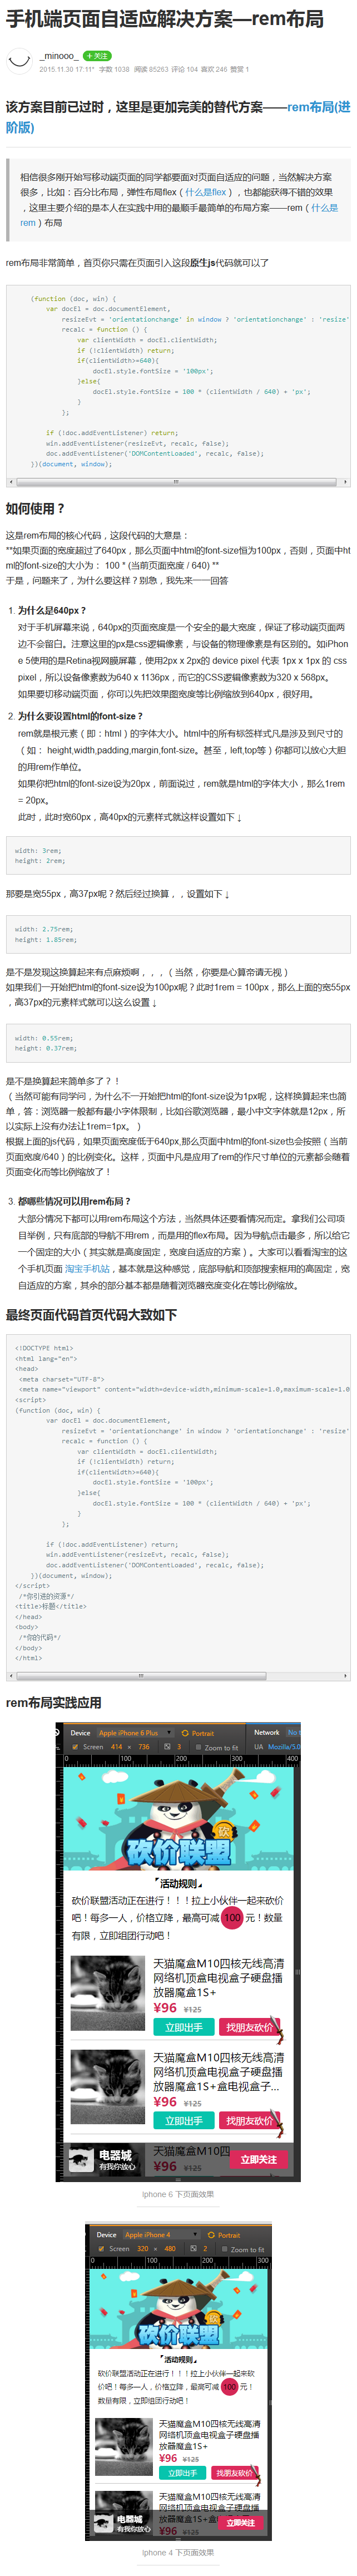 手机端页面自适应解决方案—rem布局
_minooo_ + 关注
2015.11.30 17:11* 字数 1038 阅读 85263 评论 104 喜欢 246 赞赏 1
该方案目前已过时，这里是更加完美的替代方案——rem布局(进
阶版)
相信很多刚开始写移动端页面的同学都要面对页面自适应的问题，当然解决方案
很多，比如：百分比布局，弹性布局flex（什么是flex），也都能获得不错的效果
，这里主要介绍的是本人在实践中用的最顺手最简单的布局方案——rem（什么是
rem）布局
rem布局非常简单，首页你只需在页面引入这段原生js代码就可以了
(function (doc, win) {
var docEl = doc.documentElement,
resizeEvt = 'orientationchange' in window ? 'orientationchange' : 'resize'
recalc = function () {
var clientWidth = docEl.clientWidth;
if (!clientWidth) return;
if(clientWidth>=640){
docEl.style.fontSize = '100px';
}else{
docEl.style.fontSize = 100 * (clientWidth / 640) + 'px';
}
};
if (!doc.addEventListener) return;
win.addEventListener(resizeEvt, recalc, false);
doc.addEventListener('DOMContentLoaded', recalc, false);
})(document, window);
如何使用？
这是rem布局的核心代码，这段代码的大意是：
**如果页面的宽度超过了640px，那么页面中html的font-size恒为100px，否则，页面中ht
ml的font-size的大小为： 100 * (当前页面宽度 / 640) **
于是，问题来了，为什么要这样？别急，我先来一一回答
1. 为什么是640px？
对于手机屏幕来说，640px的页面宽度是一个安全的最大宽度，保证了移动端页面两
边不会留白。注意这里的px是css逻辑像素，与设备的物理像素是有区别的。如iPhon
e 5使用的是Retina视网膜屏幕，使用2px x 2px的 device pixel 代表 1px x 1px 的 css
pixel，所以设备像素数为640 x 1136px，而它的CSS逻辑像素数为320 x 568px。
如果要切移动端页面，你可以先把效果图宽度等比例缩放到640px，很好用。
2. 为什么要设置html的font-size？
rem就是根元素（即：html）的字体大小。html中的所有标签样式凡是涉及到尺寸的
（如： height,width,padding,margin,font-size。甚至，left,top等）你都可以放心大胆
的用rem作单位。
如果你把html的font-size设为20px，前面说过，rem就是html的字体大小，那么1rem
= 20px。
此时，此时宽60px，高40px的元素样式就这样设置如下 ↓
width: 3rem;
height: 2rem;
那要是宽55px，高37px呢？然后经过换算，，设置如下 ↓
width: 2.75rem;
height: 1.85rem;
是不是发现这换算起来有点麻烦啊，，，（当然，你要是心算帝请无视）
如果我们一开始把html的font-size设为100px呢？此时1rem = 100px，那么上面的宽55px
，高37px的元素样式就可以这么设置 ↓
width: 0.55rem;
height: 0.37rem;
是不是换算起来简单多了？！
（当然可能有同学问，为什么不一开始把html的font-size设为1px呢，这样换算起来也简
单，答：浏览器一般都有最小字体限制，比如谷歌浏览器，最小中文字体就是12px，所
以实际上没有办法让1rem=1px。）
根据上面的js代码，如果页面宽度低于640px,那么页面中html的font-size也会按照（当前
页面宽度/640）的比例变化。这样，页面中凡是应用了rem的作尺寸单位的元素都会随着
页面变化而等比例缩放了！
3. 都哪些情况可以用rem布局？
大部分情况下都可以用rem布局这个方法，当然具体还要看情况而定。拿我们公司项
目举例，只有底部的导航不用rem，而是用的flex布局。因为导航点击最多，所以给它
一个固定的大小（其实就是高度固定，宽度自适应的方案）。大家可以看看淘宝的这
个手机页面 淘宝手机站，基本就是这种感觉，底部导航和顶部搜索框用的高固定，宽
自适应的方案，其余的部分基本都是随着浏览器宽度变化在等比例缩放。
最终页面代码首页代码大致如下
<!DOCTYPE html>
<html lang="en">
<head>
<meta charset="UTF-8">
<meta name="viewport" content="width=device-width,minimum-scale=1.0,maximum-scale=1.0
<script>
(function (doc, win) {
var docEl = doc.documentElement,
resizeEvt = 'orientationchange' in window ? 'orientationchange' : 'resize'
recalc = function () {
var clientWidth = docEl.clientWidth;
if (!clientWidth) return;
if(clientWidth>=640){
docEl.style.fontSize = '100px';
}else{
docEl.style.fontSize = 100 * (clientWidth / 640) + 'px';
}
};
if (!doc.addEventListener) return;
win.addEventListener(resizeEvt, recalc, false);
doc.addEventListener('DOMContentLoaded', recalc, false);
})(document, window);
</script>
/*你引进的资源*/
<title>标题</title>
</head>
<body>
/*你的代码*/
</body>
</html>
rem布局实践应用
Device Apple iPhone 6 Plus Portrait Network No t
Screen 414 × 736 3 Zoom to fit UA Mozilla/5.0
0 100 200 300 400
砍价联盟
活动规则
砍价联盟活动正在进行！！！拉上小伙伴一起来砍价
吧！每多一人，价格立降，最高可减 100 元！数量
有限，立即组团行动吧！
天猫魔盒M10四核无线高清
网络机顶盒电视盒子硬盘播
放器魔盒1S+
¥96 ¥125
立即出手 找朋友砍价
天猫魔盒M10四核无线高清
网络机顶盒电视盒子硬盘播
放器魔盒1S+盒电视盒子...
¥96 ¥125
立即出手 找朋友砍价
天猫魔盒M10四
电器城
有我你放心
立即关注
Iphone 6 下页面效果
Device Apple iPhone 4 Portrait
Screen 320 × 480 2 Zoom to fit
0 100 200 300
砍价联盟
活动规则
砍价联盟活动正在进行！！！拉上小伙伴一起来砍
价吧！每多一人，价格立降，最高可减 100 元！
数量有限，立即组团行动吧！
天猫魔盒M10四核无线高清
网络机顶盒电视盒子硬盘播
放器魔盒1S+
¥96 ¥125
立即出手 找朋友砍价
天猫魔盒M10四核无线高清
网络机顶盒电视盒子硬盘播
放器魔盒1S+盒电视盒子...
¥96 ¥125
电器城
有我你放心
立即关注
Iphone 4 下页面效果